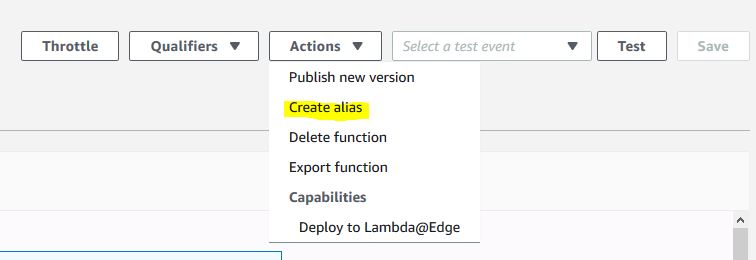 Throttle
Qualifiers
Actions
Select a test event
Test
Save
Publish new version
Create alias
Delete function
Export function
Capabilities
Deploy to Lambda@Edge